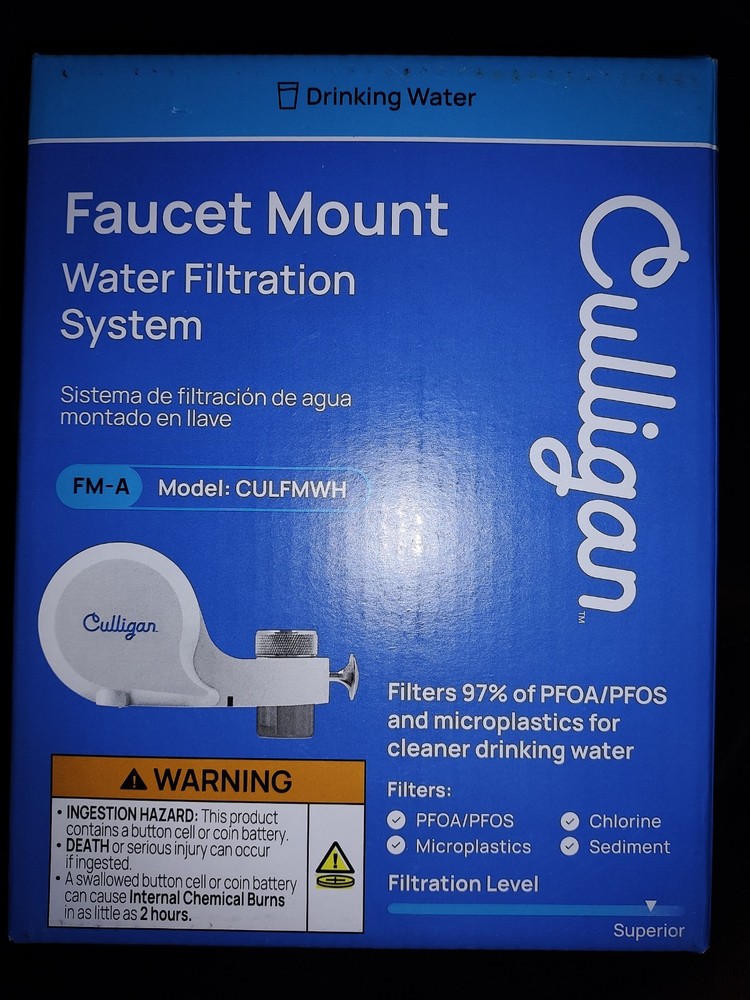 Drinking Water
Faucet Mount
Water Filtration
System
Sistema de filtración de agua
montado en llave
FM-A Model: CULFMWH
Culligan™
Culligan
Filters 97% of PFOA/PFOS
and microplastics for
cleaner drinking water
Filters:
PFOA/PFOS
Chlorine
Microplastics
Sediment
Filtration Level
Superior
WARNING
• INGESTION HAZARD: This product
contains a button cell or coin battery.
• DEATH or serious injury can occur
if ingested.
• A swallowed button cell or coin battery
can cause Internal Chemical Burns
in as little as 2 hours.